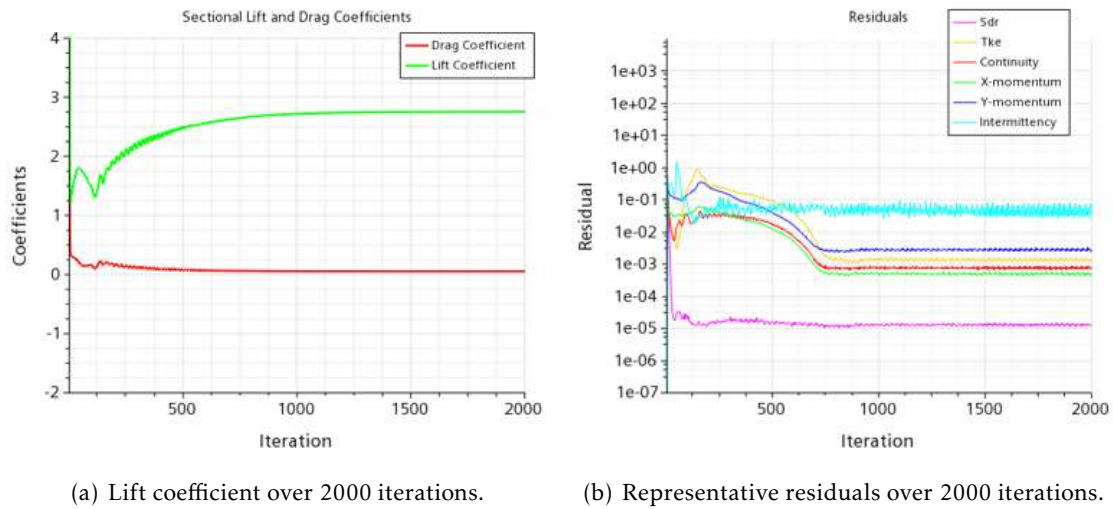 Sectional Lift and Drag Coefficients
Drag Coefficient
Lift Coefficient
4
3
2
1
0
-1
-2
Coefficients
500
1000
1500
2000
Iteration
(a) Lift coefficient over 2000 iterations.
Residuals
Sdr
Tke
Continuity
X-momentum
Y-momentum
Intermittency
1e+03
1e+02
1e+01
1e+00
1e-01
1e-02
1e-03
1e-04
1e-05
1e-06
1e-07
Residual
500
1000
1500
2000
Iteration
(b) Representative residuals over 2000 iterations.